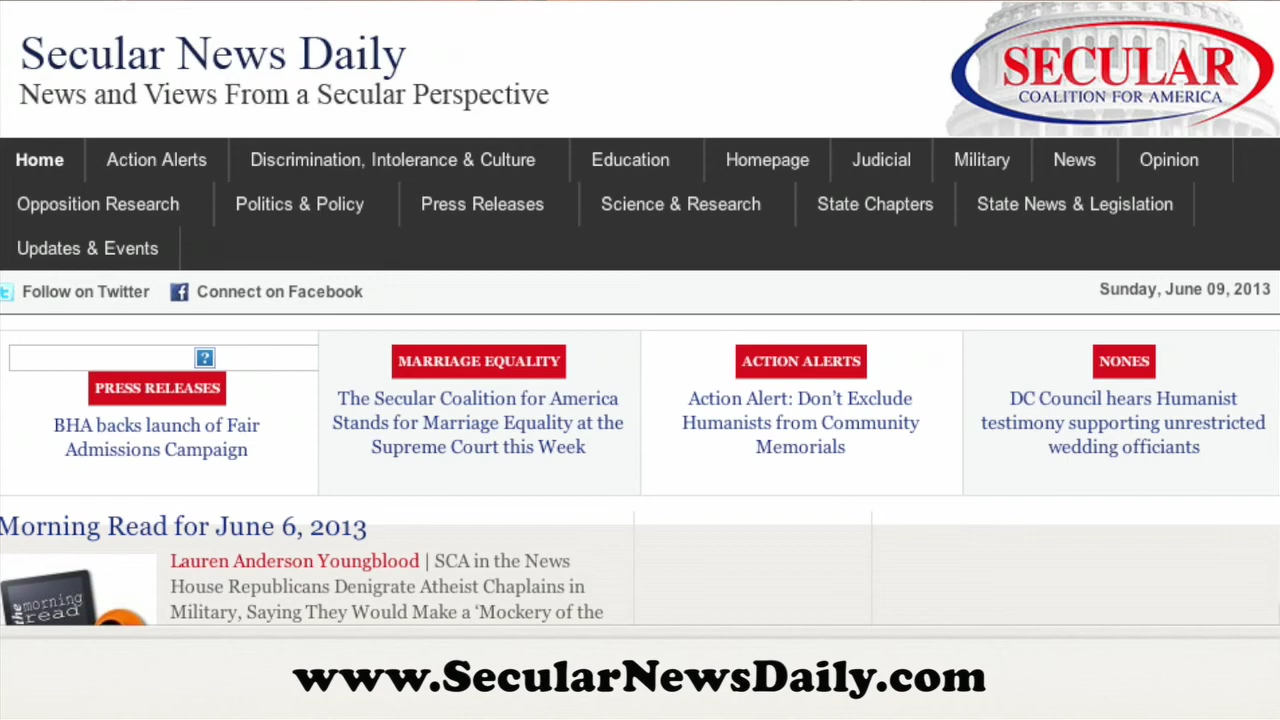 Secular News Daily
News and Views From a Secular Perspective
SECULAR
COALITION FOR AMERICA
Home Action Alerts Discrimination, Intolerance & Culture Education Homepage Judicial Military News Opinion
Opposition Research Politics & Policy Press Releases Science & Research State Chapters State News & Legislation
Updates & Events
Follow on Twitter Connect on Facebook Sunday, June 09, 2013
?
PRESS RELEASES
BHA backs launch of Fair
Admissions Campaign
MARRIAGE EQUALITY
The Secular Coalition for America
Stands for Marriage Equality at the
Supreme Court this Week
ACTION ALERTS
Action Alert: Don’t Exclude
Humanists from Community
Memorials
NONES
DC Council hears Humanist
testimony supporting unrestricted
wedding officiants
Morning Read for June 6, 2013
the morning
read
Lauren Anderson Youngblood | SCA in the News
House Republicans Denigrate Atheist Chaplains in
Military, Saying They Would Make a ‘Mockery of the
www.SecularNewsDaily.com